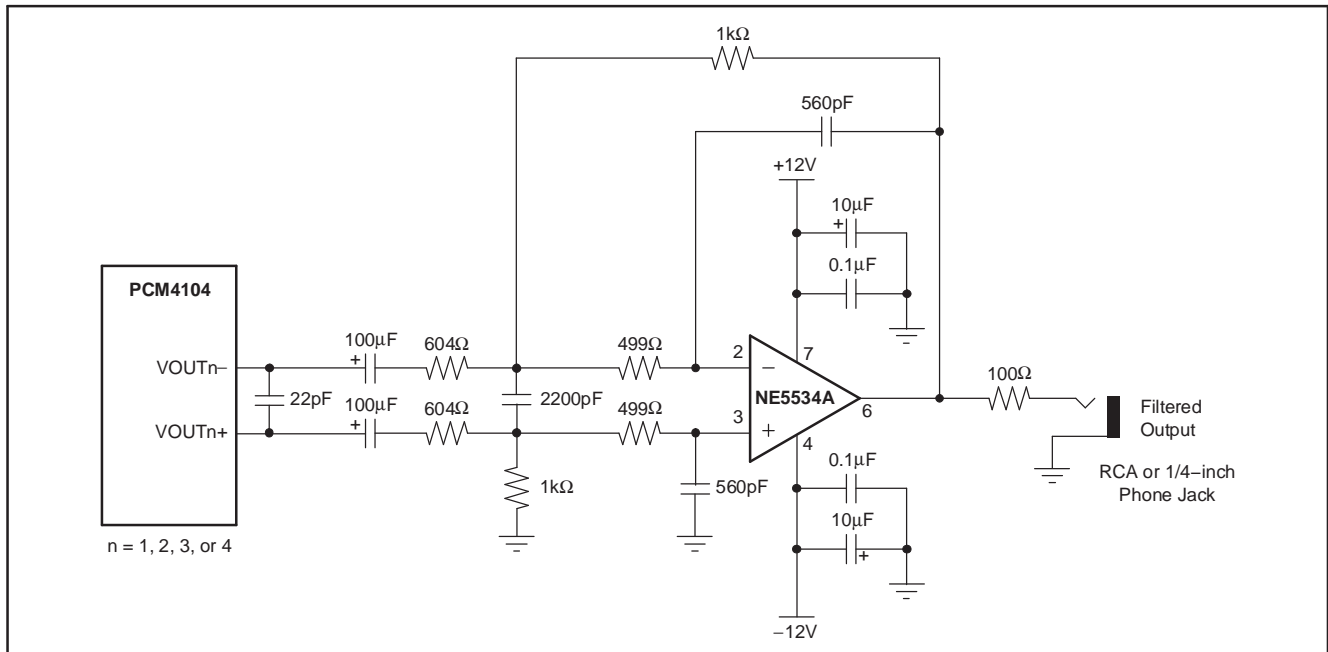 1kΩ
560pF
+12V
10µF
+
0.1µF
PCM4104
100µF
604Ω
499Ω
2
7
VOUTn−
+
−
100Ω
22pF
2200pF
NE5534A
6
Filtered
Output
100µF
604Ω
499Ω
3
VOUTn+
+
+
4
RCA or 1/4−inch
Phone Jack
1kΩ
560pF
0.1µF
10µF
+
n = 1, 2, 3, or 4
−12V